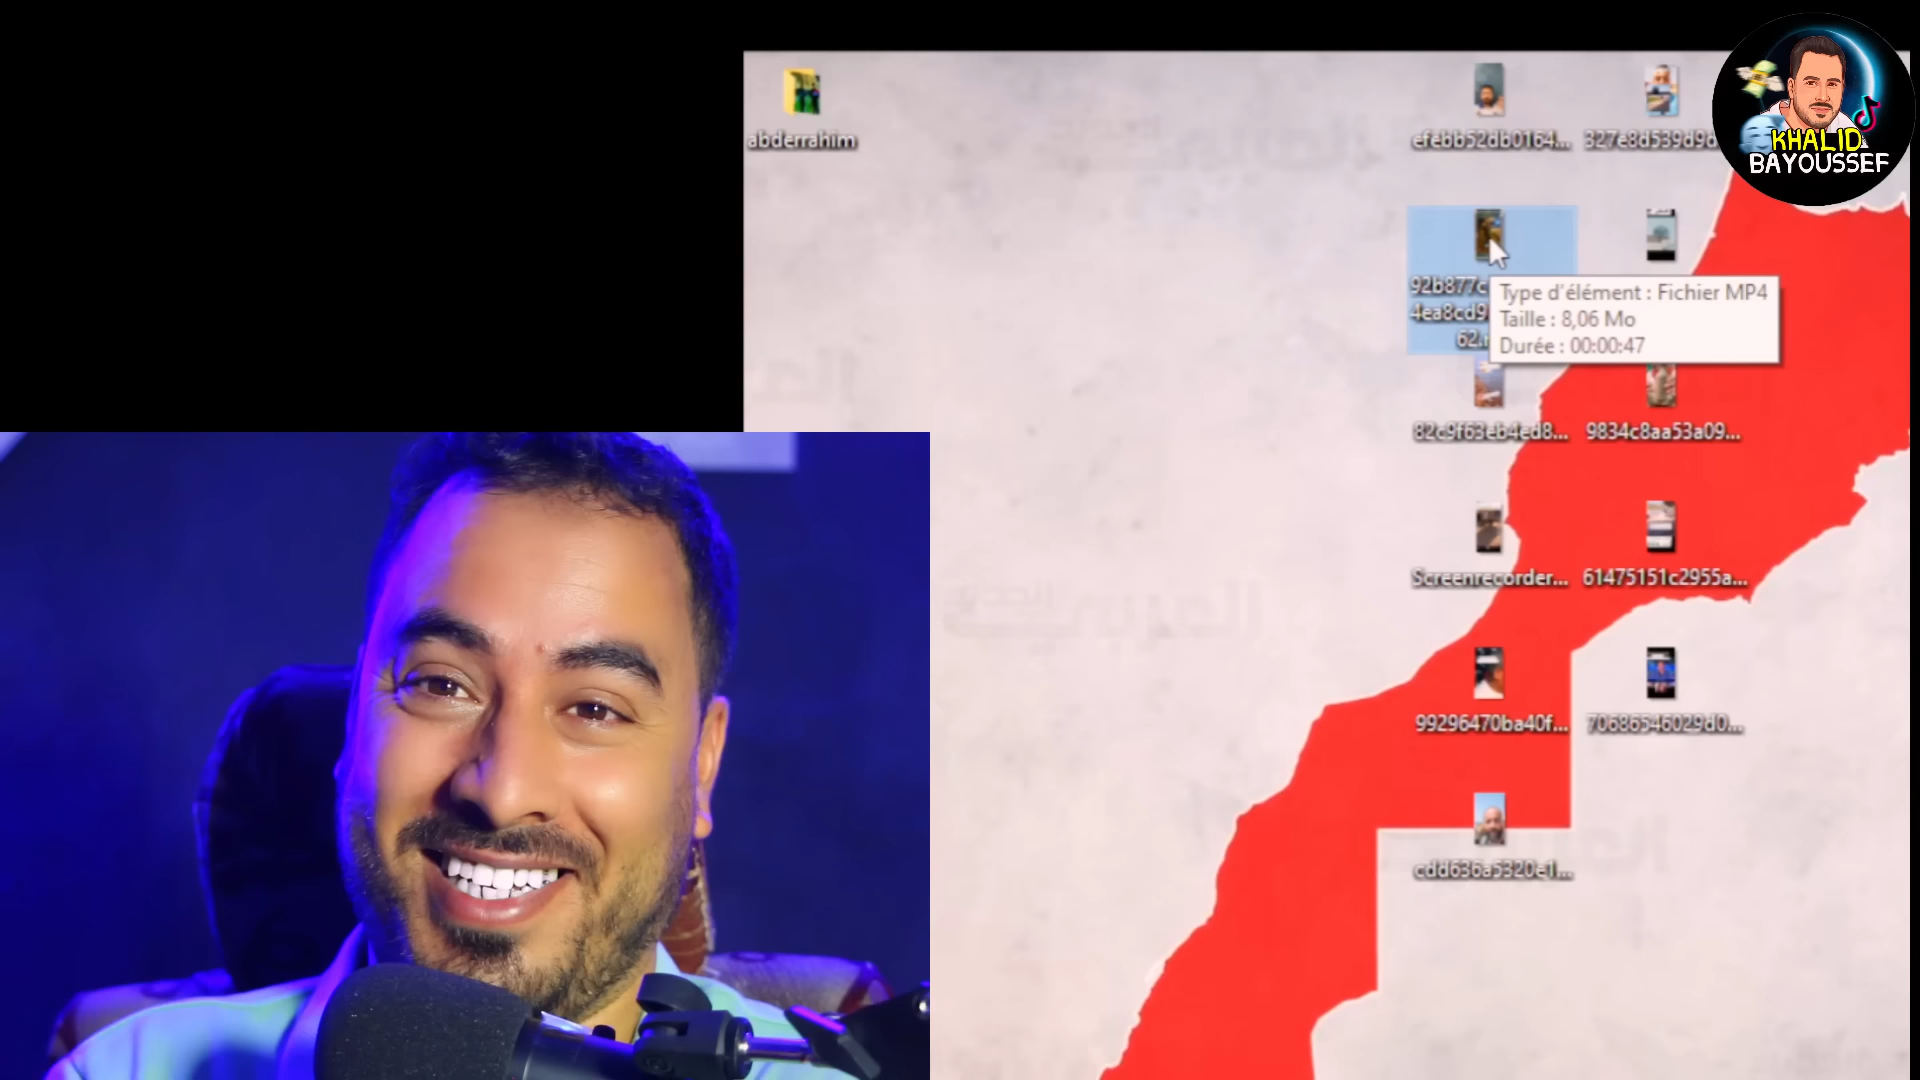 abderrahim
efebb52db0164...
327e8d539d9d
KHALID
BAYOUSSEF
92b877c
4ea8cd9
62.
Type d'élément : Fichier MP4
Taille : 8,06 Mo
Durée : 00:00:47
82c9f63eb4ed8...
9834c8aa53a09...
Screenrecorder...
61475151c2955a...
99296470ba40f...
70686546029d0...
cdd636a5320e1...